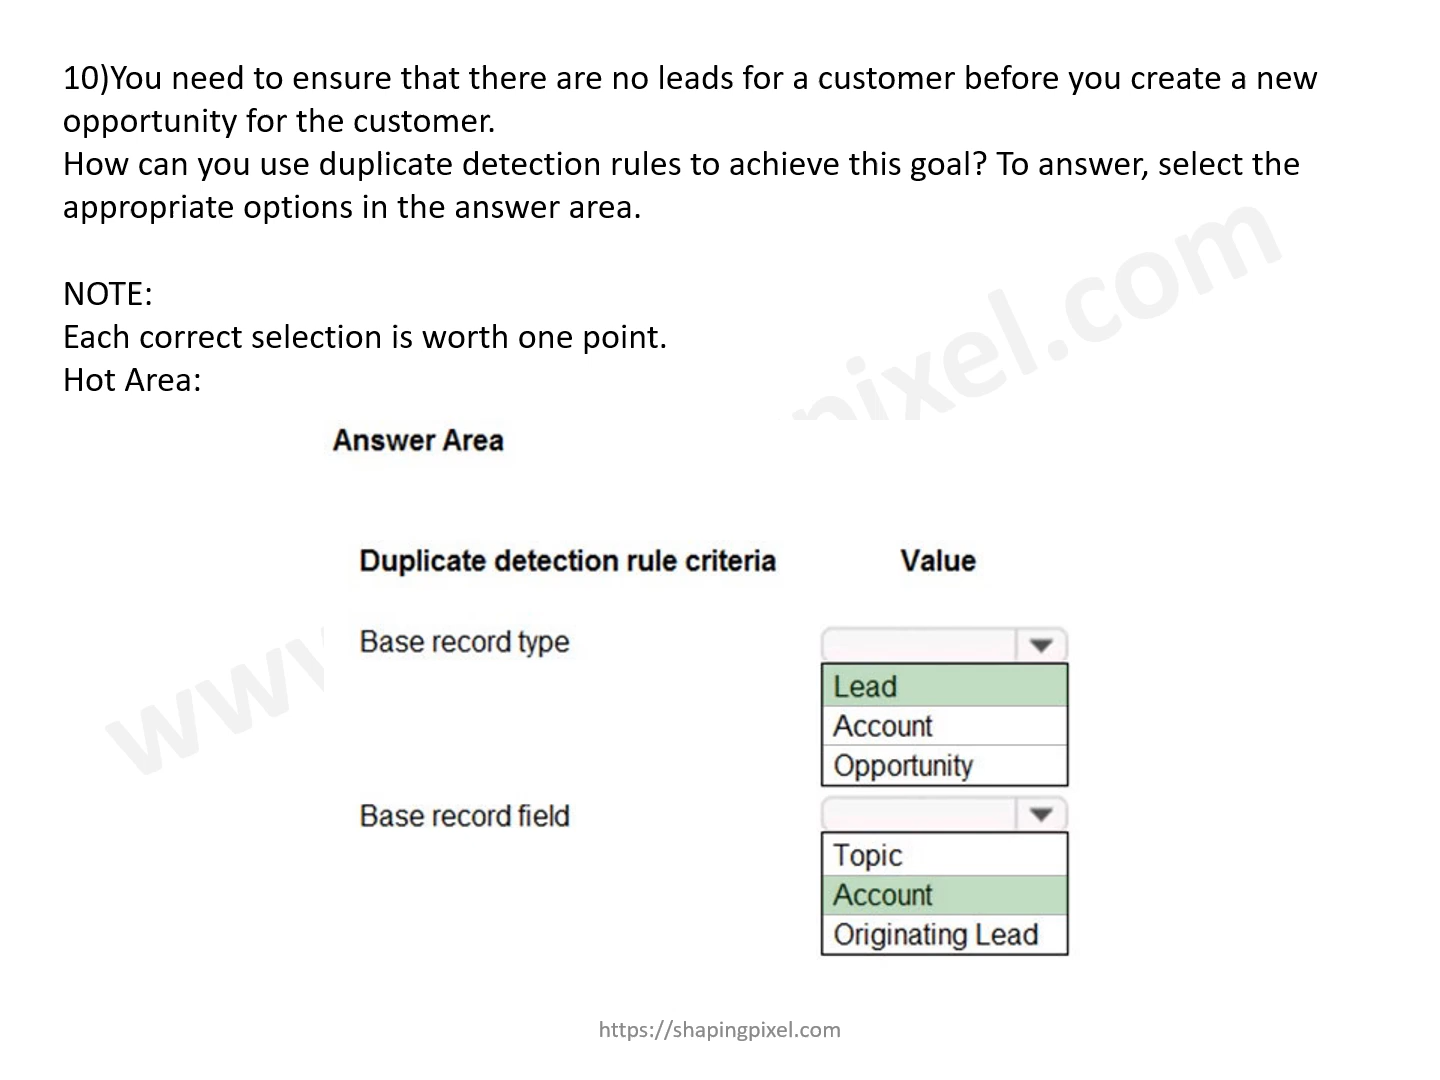 10)You need to ensure that there are no leads for a customer before you create a new
opportunity for the customer.
How can you use duplicate detection rules to achieve this goal? To answer, select the
appropriate options in the answer area.
NOTE:
Each correct selection is worth one point.
Hot Area:
Answer Area
Duplicate detection rule criteria Value
Base record type
Lead
Account
Opportunity
Base record field
Topic
Account
Originating Lead
https://shapingpixel.com